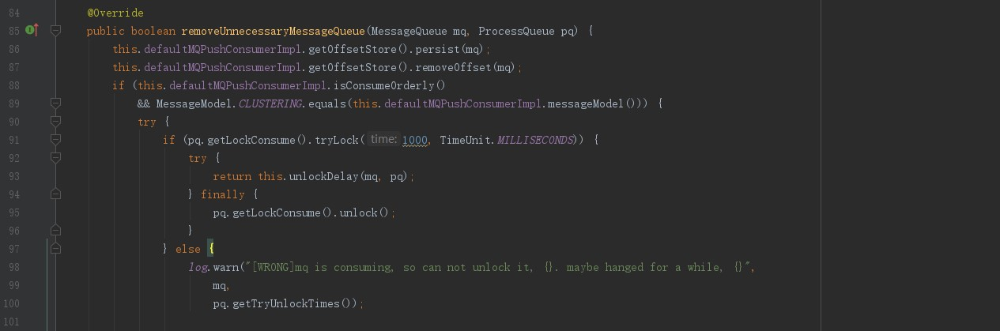 84 @Override
85 public boolean removeUnnecessaryMessageQueue(MessageQueue mq, ProcessQueue pq) {
86 this.defaultMQPushConsumerImpl.getOffsetStore().persist(mq);
87 this.defaultMQPushConsumerImpl.getOffsetStore().removeOffset(mq);
88 if (this.defaultMQPushConsumerImpl.isConsumeOrderly()
89 && MessageModel.CLUSTERING.equals(this.defaultMQPushConsumerImpl.messageModel())) {
90 try {
91 if (pq.getLockConsume().tryLock( time: 1000, TimeUnit.MILLISECONDS)) {
92 try {
93 return this.unlockDelay(mq, pq);
94 } finally {
95 pq.getLockConsume().unlock();
96 }
97 } else {
98 log.warn("[WRONG]mq is consuming, so can not unlock it, {}. maybe hanged for a while, {}",
99 mq,
100 pq.getTryUnlockTimes());
101